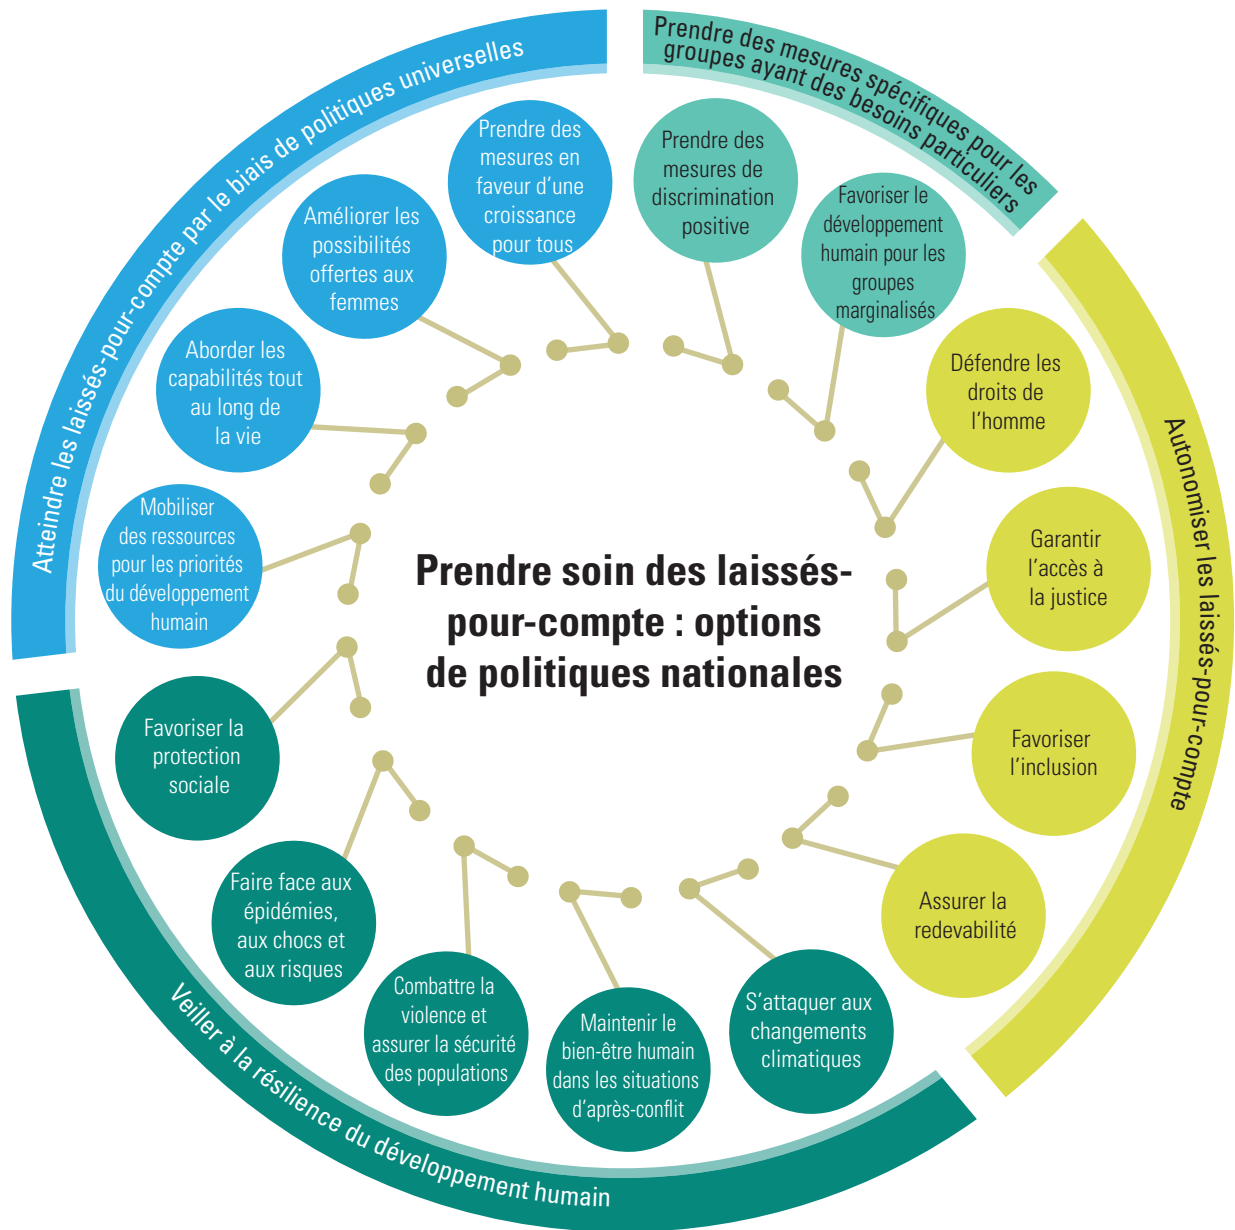 Prendre soin des laissés-
pour-compte : options
de politiques nationales
Atteindre les laissés-pour-compte par le biais de politiques universelles
Prendre des
mesures en
faveur d’une
croissance
pour tous
Améliorer les
possibilités
offertes aux
femmes
Aborder les
capabilités tout
au long de
la vie
Mobiliser
des ressources
pour les priorités
du développement
humain
Prendre des mesures spécifiques pour les
groupes ayant des besoins particuliers
Prendre des
mesures de
discrimination
positive
Favoriser le
développement
humain pour les
groupes
marginalisés
Autonomiser les laissés-pour-compte
Défendre les
droits de
l’homme
Garantir
l’accès à
la justice
Favoriser
l’inclusion
Assurer la
redevabilité
Veiller à la résilience du développement humain
S’attaquer aux
changements
climatiques
Maintenir le
bien-être humain
dans les situations
d’après-conflit
Combattre la
violence et
assurer la sécurité
des populations
Faire face aux
épidémies,
aux chocs et
aux risques
Favoriser la
protection
sociale